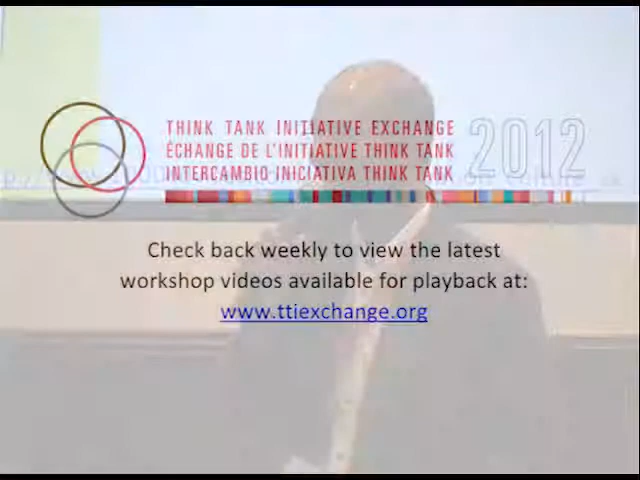 THINK TANK INITIATIVE EXCHANGE 2012
ÉCHANGE DE L'INITIATIVE THINK TANK
INTERCAMBIO INICIATIVA THINK TANK
Check back weekly to view the latest
workshop videos available for playback at:
www.ttiexchange.org